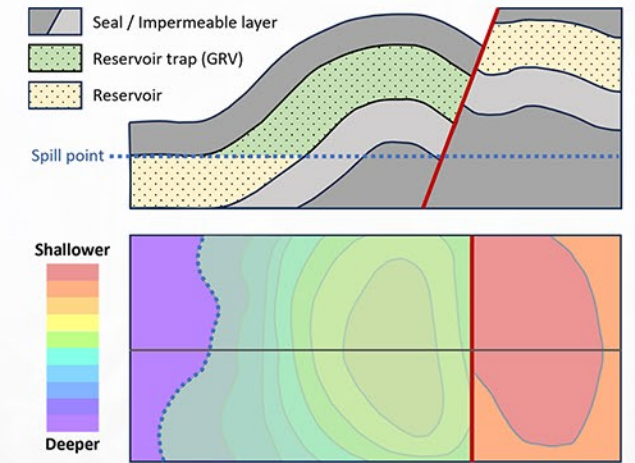 Seal / Impermeable layer
Reservoir trap (GRV)
Reservoir
Spill point
Shallower
Deeper